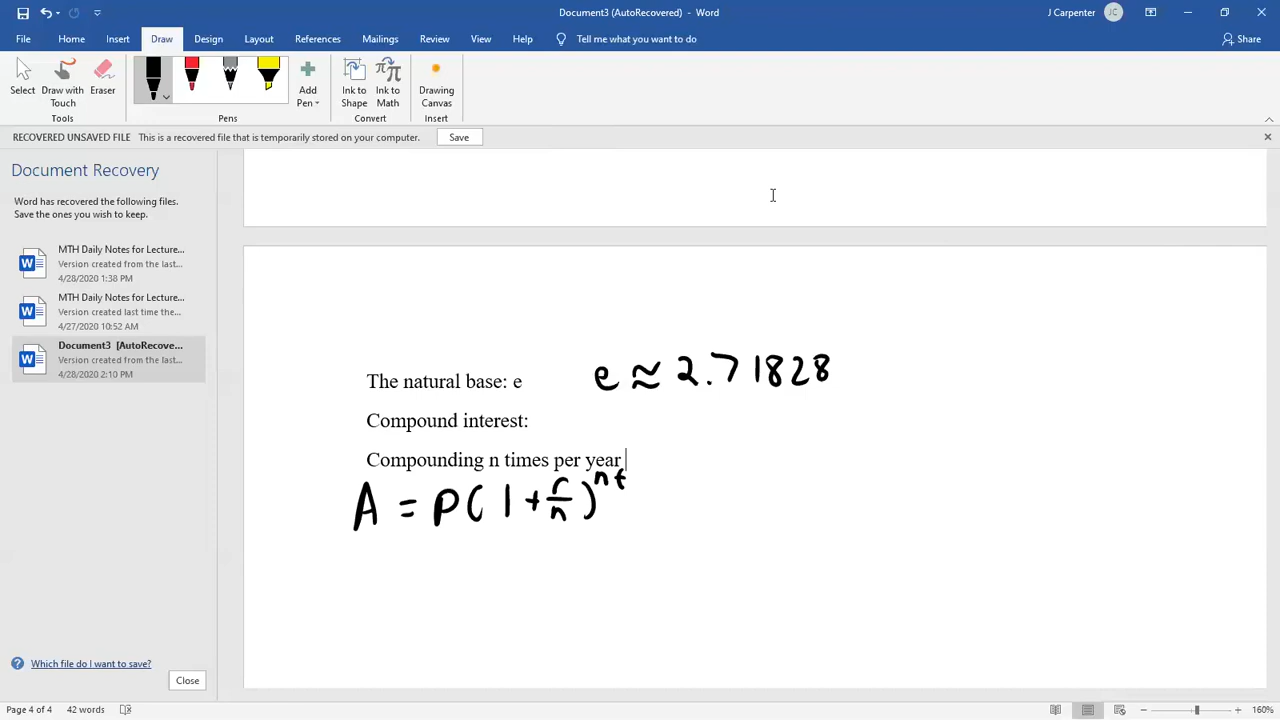 Document3 (AutoRecovered) - Word
J Carpenter JC
File Home Insert Draw Design Layout References Mailings Review View Help Tell me what you want to do Share
Select Draw with Touch Eraser
Add Pen
Ink to Shape Ink to Math
Drawing Canvas
Tools Pens Convert Insert
RECOVERED UNSAVED FILE This is a recovered file that is temporarily stored on your computer. Save
Document Recovery
Word has recovered the following files.
Save the ones you wish to keep.
MTH Daily Notes for Lecture...
Version created from the last...
4/28/2020 1:38 PM
MTH Daily Notes for Lecture...
Version created last time the...
4/27/2020 10:52 AM
Document3 [AutoRecove...
Version created from the last...
4/28/2020 2:10 PM
The natural base: e e ≈ 2.71828
Compound interest:
Compounding n times per year
A = P(1 + r/n)^nt
Which file do I want to save?
Close
Page 4 of 4 42 words 160%